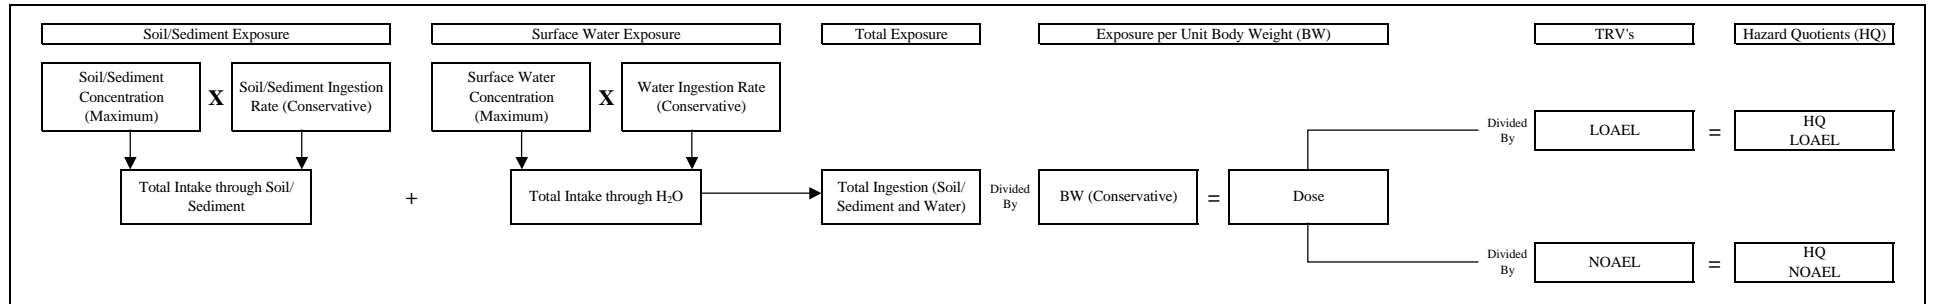 Soil/Sediment Exposure
Surface Water Exposure
Total Exposure
Exposure per Unit Body Weight (BW)
TRV's
Hazard Quotients (HQ)
Soil/Sediment
Concentration
(Maximum)
X
Soil/Sediment Ingestion
Rate (Conservative)
Surface Water
Concentration
(Maximum)
X
Water Ingestion Rate
(Conservative)
Divided
By
LOAEL
=
HQ
LOAEL
Total Intake through Soil/
Sediment
+
Total Intake through H₂O
Total Ingestion (Soil/
Sediment and Water)
Divided
By
BW (Conservative)
=
Dose
Divided
By
NOAEL
=
HQ
NOAEL